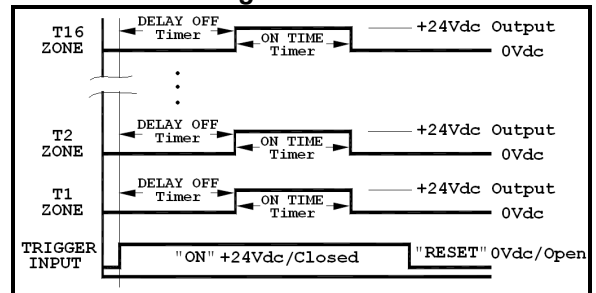 T16 ZONE
DELAY OFF Timer
ON TIME Timer
+24Vdc Output
0Vdc
T2 ZONE
DELAY OFF Timer
ON TIME Timer
+24Vdc Output
0Vdc
T1 ZONE
DELAY OFF Timer
ON TIME Timer
+24Vdc Output
0Vdc
TRIGGER INPUT
"ON" +24Vdc/Closed
"RESET" 0Vdc/Open